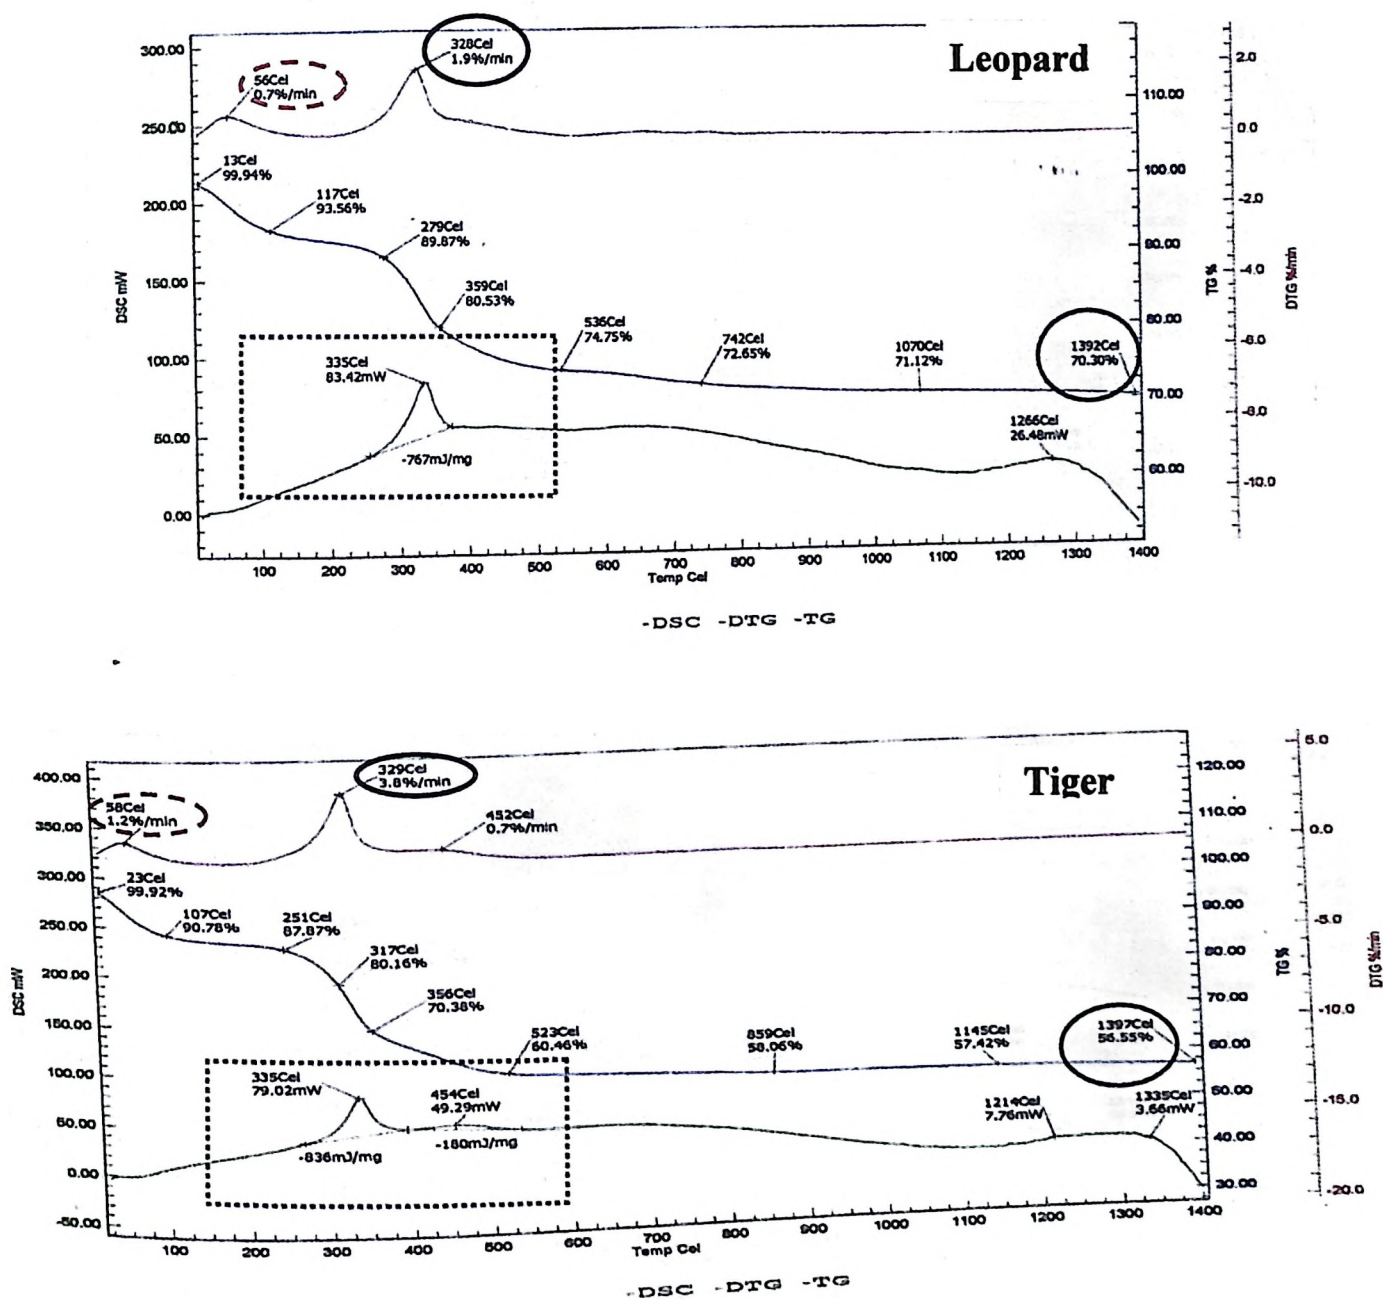 Leopard
328Cel
1.9%/min
56Cel
0.7%/min
13Cel
99.94%
117Cel
93.56%
279Cel
89.87%
359Cel
80.53%
536Cel
74.75%
742Cel
72.65%
1070Cel
71.12%
1392Cel
70.30%
335Cel
83.42mW
-767mJ/mg
1266Cel
26.48mW
DSC mW
300.00
250.00
200.00
150.00
100.00
50.00
0.00
TG %
110.00
100.00
90.00
80.00
70.00
60.00
DTG %/min
2.0
0.0
-2.0
-4.0
-6.0
-8.0
-10.0
100 200 300 400 500 600 700 800 900 1000 1100 1200 1300 1400
Temp Cel
-DSC -DTG -TG
Tiger
329Cel
3.8%/min
58Cel
1.2%/min
452Cel
0.7%/min
23Cel
99.92%
107Cel
90.78%
251Cel
87.87%
317Cel
80.16%
356Cel
70.38%
523Cel
60.46%
859Cel
58.06%
1145Cel
57.42%
1397Cel
56.55%
335Cel
79.02mW
454Cel
49.29mW
-836mJ/mg
-180mJ/mg
1214Cel
7.76mW
1335Cel
3.66mW
DSC mW
400.00
350.00
300.00
250.00
200.00
150.00
100.00
50.00
0.00
-50.00
TG %
120.00
110.00
100.00
90.00
80.00
70.00
60.00
50.00
40.00
30.00
DTG %/min
5.0
0.0
-5.0
-10.0
-15.0
-20.0
100 200 300 400 500 600 700 800 900 1000 1100 1200 1300 1400
Temp Cel
-DSC -DTG -TG